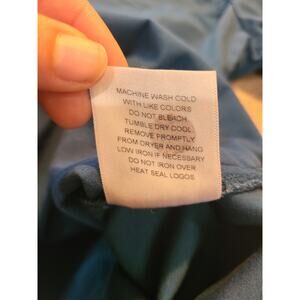 MACHINE WASH COLD
WITH LIKE COLORS
DO NOT BLEACH
TUMBLE DRY COOL
REMOVE PROMPTLY
FROM DRYER AND HANG
LOW IRON IF NECESSARY
DO NOT IRON OVER
HEAT SEAL LOGOS